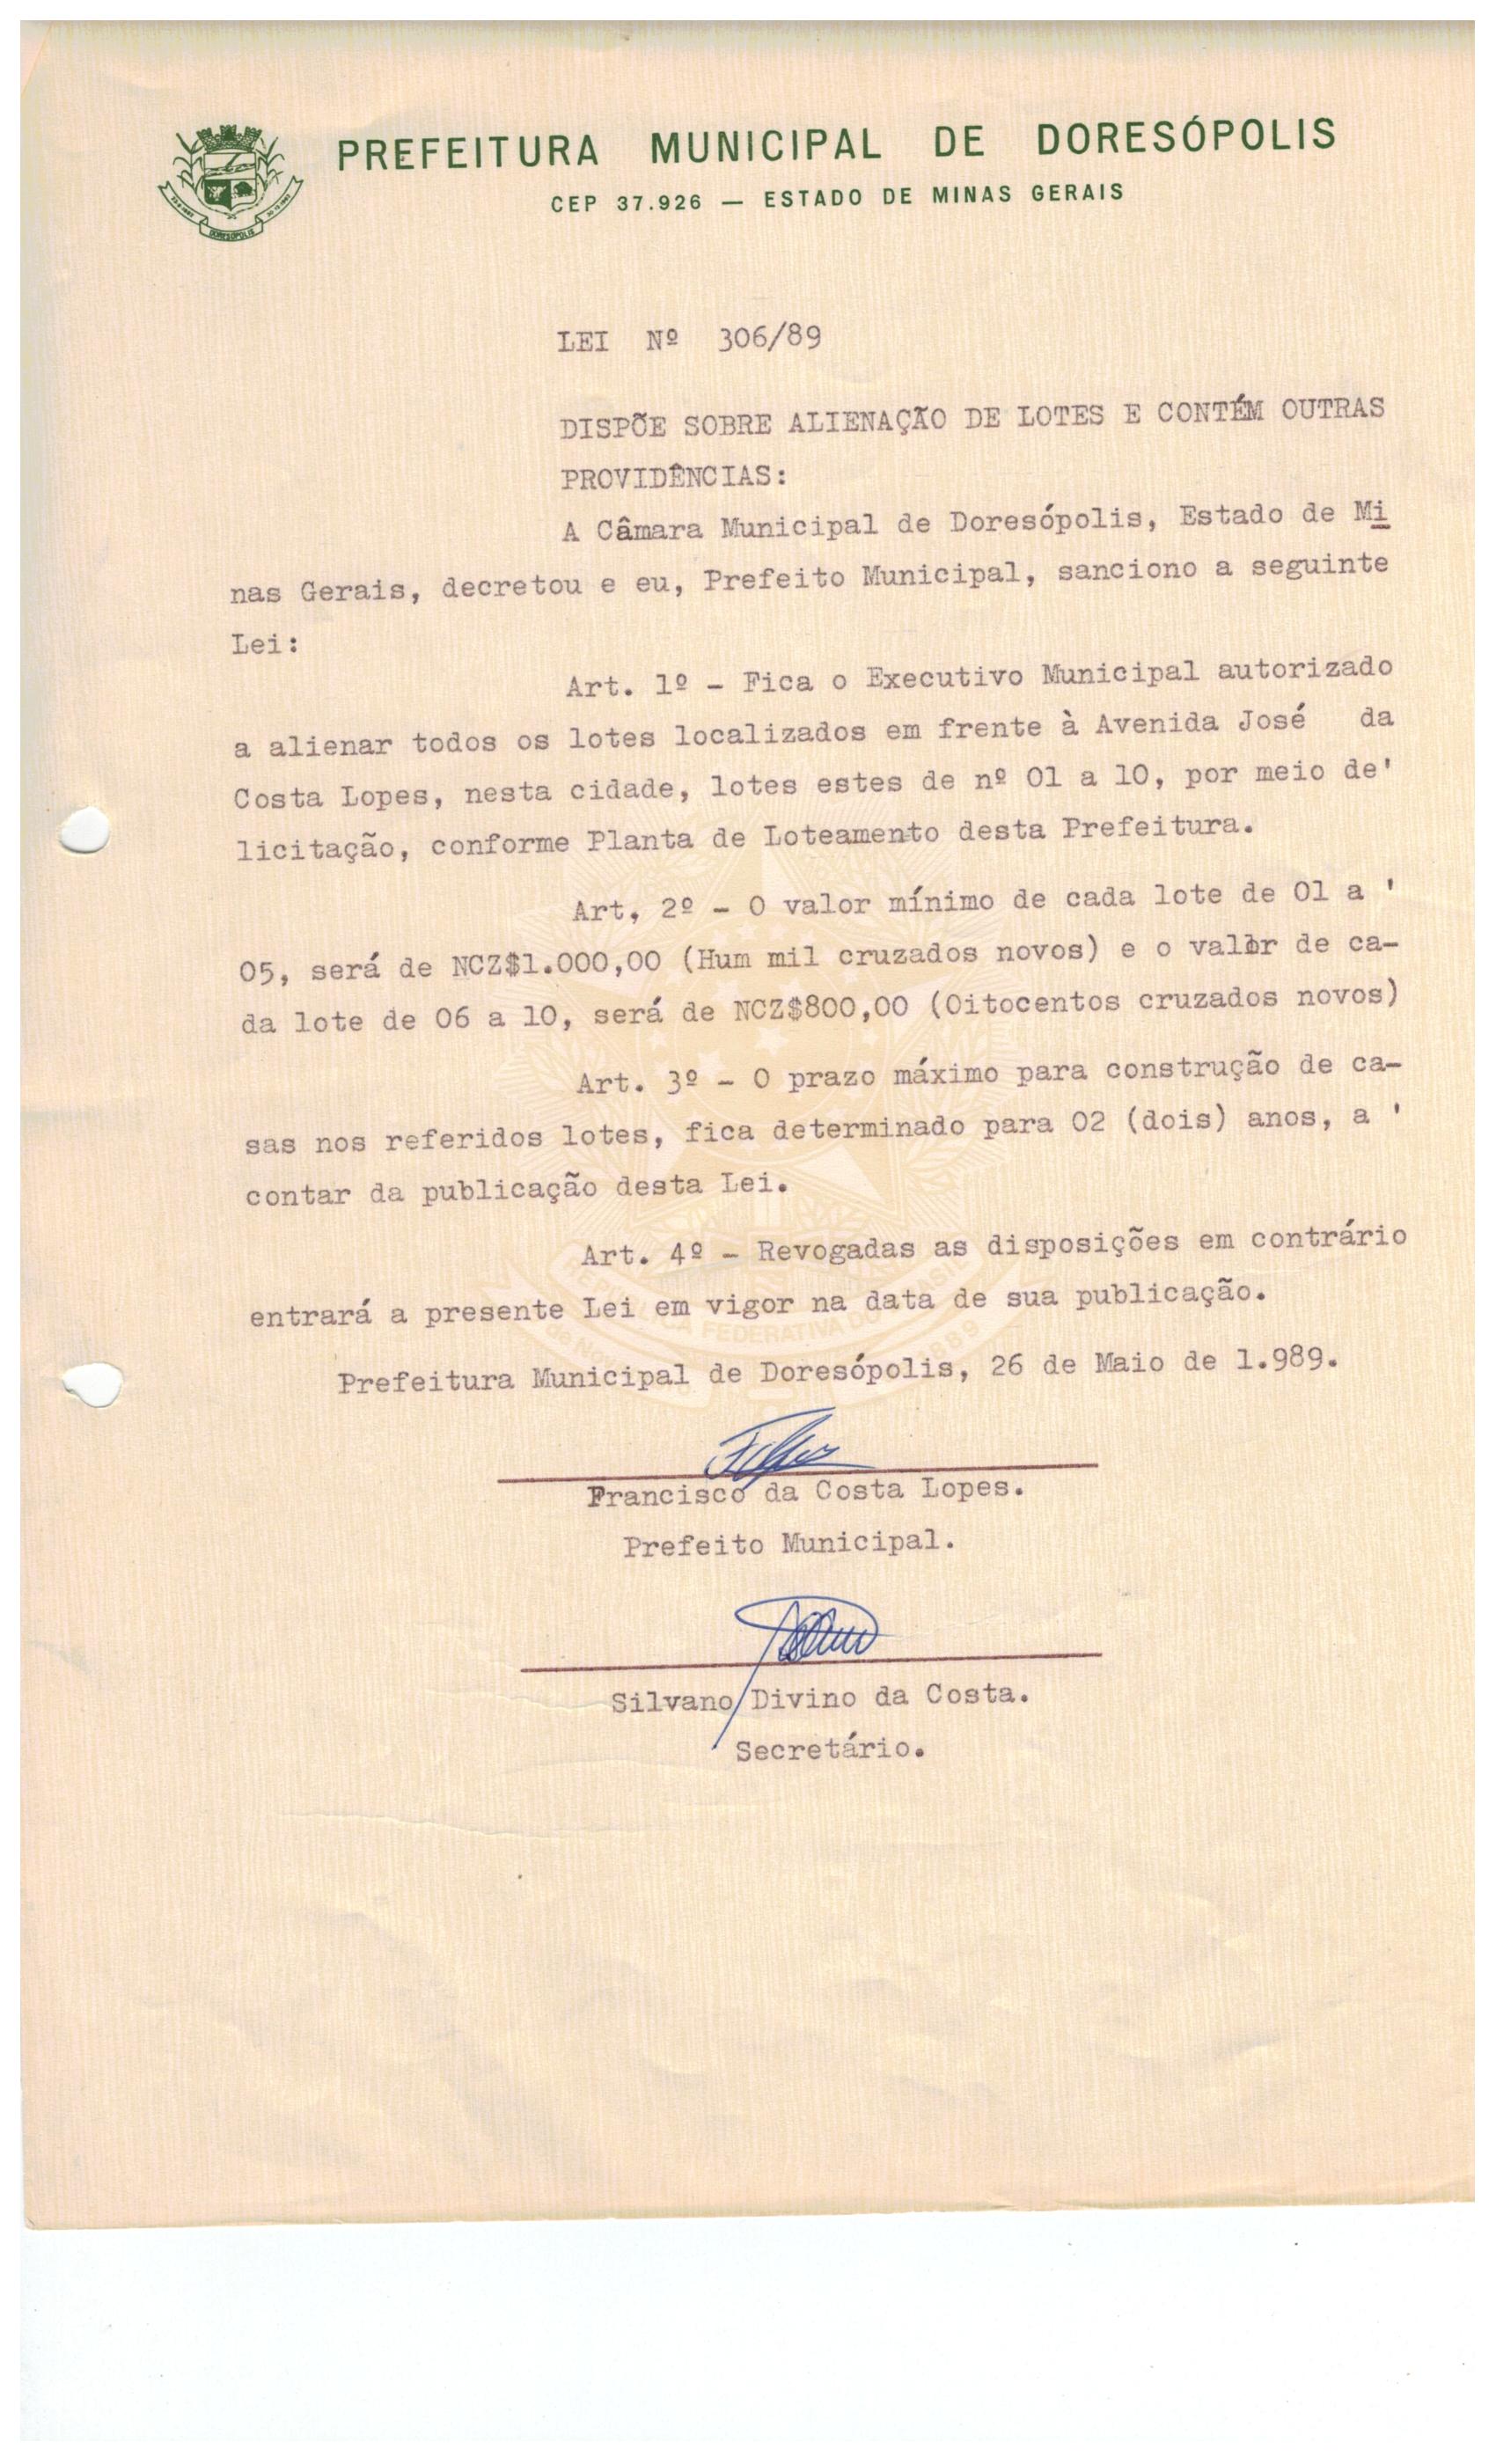 PREFEITURA MUNICIPAL DE DORESÓPOLIS
CEP 37.926 — ESTADO DE MINAS GERAIS
DORESÓPOLIS
LEI Nº 306/89
DISPÕE SOBRE ALIENAÇÃO DE LOTES E CONTÉM OUTRAS
PROVIDÊNCIAS:
A Câmara Municipal de Doresópolis, Estado de Mi
nas Gerais, decretou e eu, Prefeito Municipal, sanciono a seguinte
Lei:
Art. 1º - Fica o Executivo Municipal autorizado
a alienar todos os lotes localizados em frente à Avenida José da
Costa Lopes, nesta cidade, lotes estes de nº 01 a 10, por meio de'
licitação, conforme Planta de Loteamento desta Prefeitura.
Art. 2º - O valor mínimo de cada lote de 01 a '
05, será de NCZ$1.000,00 (Hum mil cruzados novos) e o valor de ca-
da lote de 06 a 10, será de NCZ$800,00 (Oitocentos cruzados novos)
Art. 3º - O prazo máximo para construção de ca-
sas nos referidos lotes, fica determinado para 02 (dois) anos, a '
contar da publicação desta Lei.
Art. 4º - Revogadas as disposições em contrário
entrará a presente Lei em vigor na data de sua publicação.
Prefeitura Municipal de Doresópolis, 26 de Maio de 1.989.
Francisco da Costa Lopes.
Prefeito Municipal.
Silvano Divino da Costa.
Secretário.